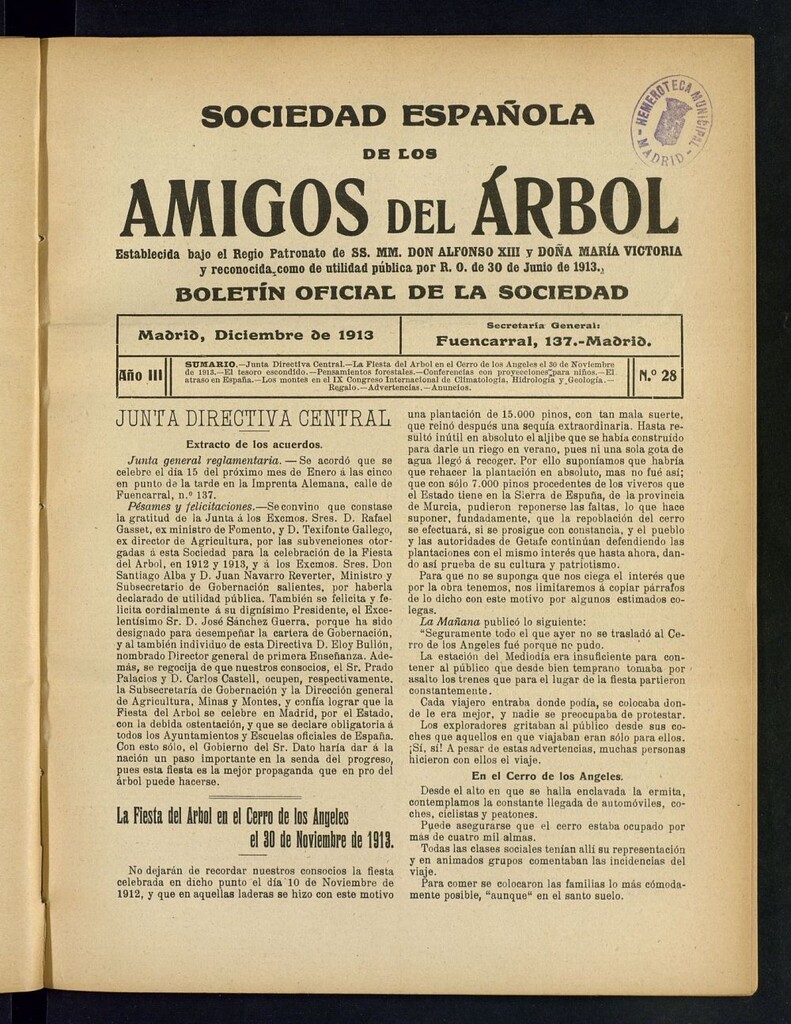 SOCIEDAD ESPAÑOLA
DE LOS
AMIGOS DEL ÁRBOL
Establecida bajo el Regio Patronato de SS. MM. DON ALFONSO XIII y DOÑA MARÍA VICTORIA
y reconocida como de utilidad pública por R. O. de 30 de Junio de 1913.
BOLETÍN OFICIAL DE LA SOCIEDAD
HEMEROTECA MUNICIPAL
MADRID
Madrid, Diciembre de 1913
Secretaría General:
Fuencarral, 137.-Madrid.
Año III
SUMARIO.—Junta Directiva Central.—La Fiesta del Arbol en el Cerro de los Angeles el 30 de Noviembre
de 1913.—El tesoro escondido.—Pensamientos forestales.—Conferencias con proyecciones para niños.—El
atraso en España.—Los montes en el IX Congreso Internacional de Climatología, Hidrología y Geología.—
Regalo.—Advertencias.—Anuncios.
N.º 28
JUNTA DIRECTIVA CENTRAL
Extracto de los acuerdos.
Junta general reglamentaria. — Se acordó que se
celebre el día 15 del próximo mes de Enero á las cinco
en punto de la tarde en la Imprenta Alemana, calle de
Fuencarral, n.º 137.
Pésames y felicitaciones.—Se convino que constase
la gratitud de la Junta á los Excmos. Sres. D. Rafael
Gasset, ex ministro de Fomento, y D. Texifonte Gallego,
ex director de Agricultura, por las subvenciones otor-
gadas á esta Sociedad para la celebración de la Fiesta
del Arbol, en 1912 y 1913, y á los Excmos. Sres. Don
Santiago Alba y D. Juan Navarro Reverter, Ministro y
Subsecretario de Gobernación salientes, por haberla
declarado de utilidad pública. También se felicita y fe-
licita cordialmente á su dignísimo Presidente, el Exce-
lentísimo Sr. D. José Sánchez Guerra, porque ha sido
designado para desempeñar la cartera de Gobernación,
y al también individuo de esta Directiva D. Eloy Bullón,
nombrado Director general de primera Enseñanza. Ade-
más, se regocija de que nuestros consocios, el Sr. Prado
Palacios y D. Carlos Castell, ocupen, respectivamente,
la Subsecretaría de Gobernación y la Dirección general
de Agricultura, Minas y Montes, y confía lograr que la
Fiesta del Arbol se celebre en Madrid, por el Estado,
con la debida ostentación, y que se declare obligatoria á
todos los Ayuntamientos y Escuelas oficiales de España.
Con esto sólo, el Gobierno del Sr. Dato haría dar á la
nación un paso importante en la senda del progreso,
pues esta fiesta es la mejor propaganda que en pro del
árbol puede hacerse.
La Fiesta del Arbol en el Cerro de los Angeles
el 30 de Noviembre de 1913.
No dejarán de recordar nuestros consocios la fiesta
celebrada en dicho punto el día 10 de Noviembre de
1912, y que en aquellas laderas se hizo con este motivo
una plantación de 15.000 pinos, con tan mala suerte,
que reinó después una sequía extraordinaria. Hasta re-
sultó inútil en absoluto el aljibe que se había construído
para darle un riego en verano, pues ni una sola gota de
agua llegó á recoger. Por ello suponíamos que habría
que rehacer la plantación en absoluto, mas no fué así;
que con sólo 7.000 pinos procedentes de los viveros que
el Estado tiene en la Sierra de Espuña, de la provincia
de Murcia, pudieron reponerse las faltas, lo que hace
suponer, fundadamente, que la repoblación del cerro
se efectuará, si se prosigue con constancia, y el pueblo
y las autoridades de Getafe continúan defendiendo las
plantaciones con el mismo interés que hasta ahora, dan-
do así prueba de su cultura y patriotismo.
Para que no se suponga que nos ciega el interés que
por la obra tenemos, nos limitaremos á copiar párrafos
de lo dicho con este motivo por algunos estimados co-
legas.
La Mañana publicó lo siguiente:
"Seguramente todo el que ayer no se trasladó al Ce-
rro de los Angeles fué porque no pudo.
La estación del Mediodía era insuficiente para con-
tener al público que desde bien temprano tomaba por
asalto los trenes que para el lugar de la fiesta partieron
constantemente.
Cada viajero entraba donde podía, se colocaba don-
de le era mejor, y nadie se preocupaba de protestar.
Los exploradores gritaban al público desde sus co-
ches que aquellos en que viajaban eran sólo para ellos.
¡Sí, sí! A pesar de estas advertencias, muchas personas
hicieron con ellos el viaje.
En el Cerro de los Angeles.
Desde el alto en que se halla enclavada la ermita,
contemplamos la constante llegada de automóviles, co-
ches, ciclistas y peatones.
Puede asegurarse que el cerro estaba ocupado por
más de cuatro mil almas.
Todas las clases sociales tenían allí su representación
y en animados grupos comentaban las incidencias del
viaje.
Para comer se colocaron las familias lo más cómoda-
mente posible, "aunque" en el santo suelo.